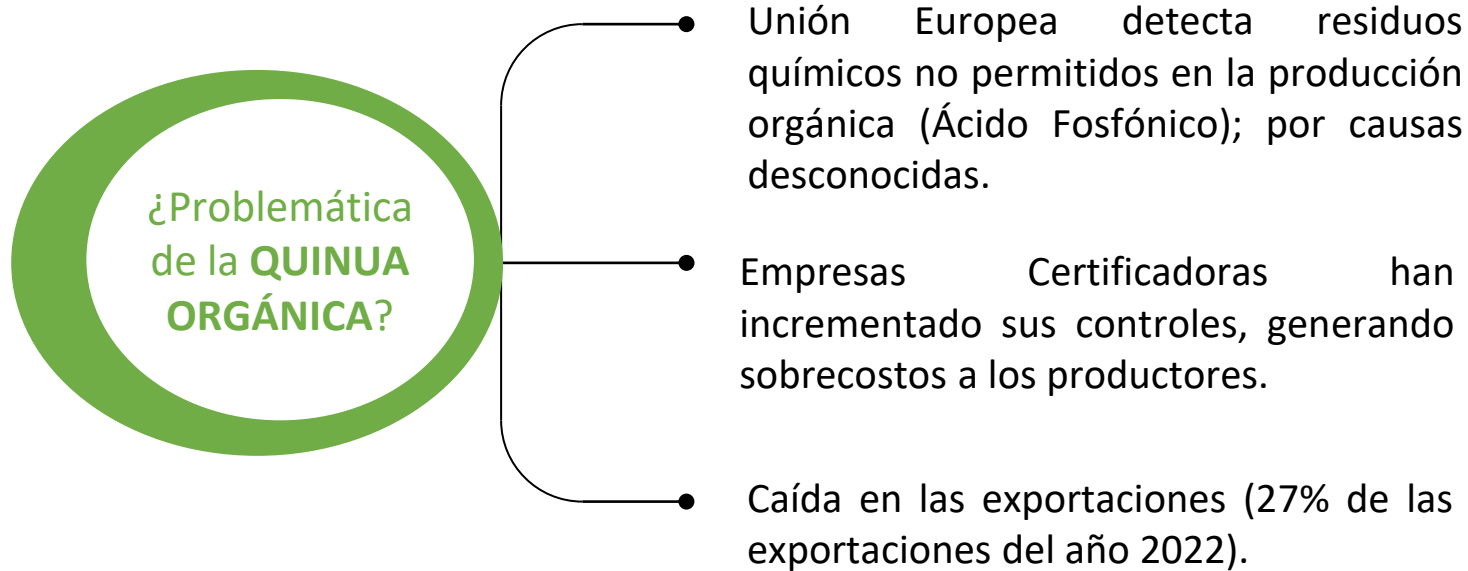 ¿Problemática
de la QUINUA
ORGÁNICA?
Unión Europea detecta residuos
químicos no permitidos en la producción
orgánica (Ácido Fosfónico); por causas
desconocidas.
Empresas Certificadoras han
incrementado sus controles, generando
sobrecostos a los productores.
Caída en las exportaciones (27% de las
exportaciones del año 2022).